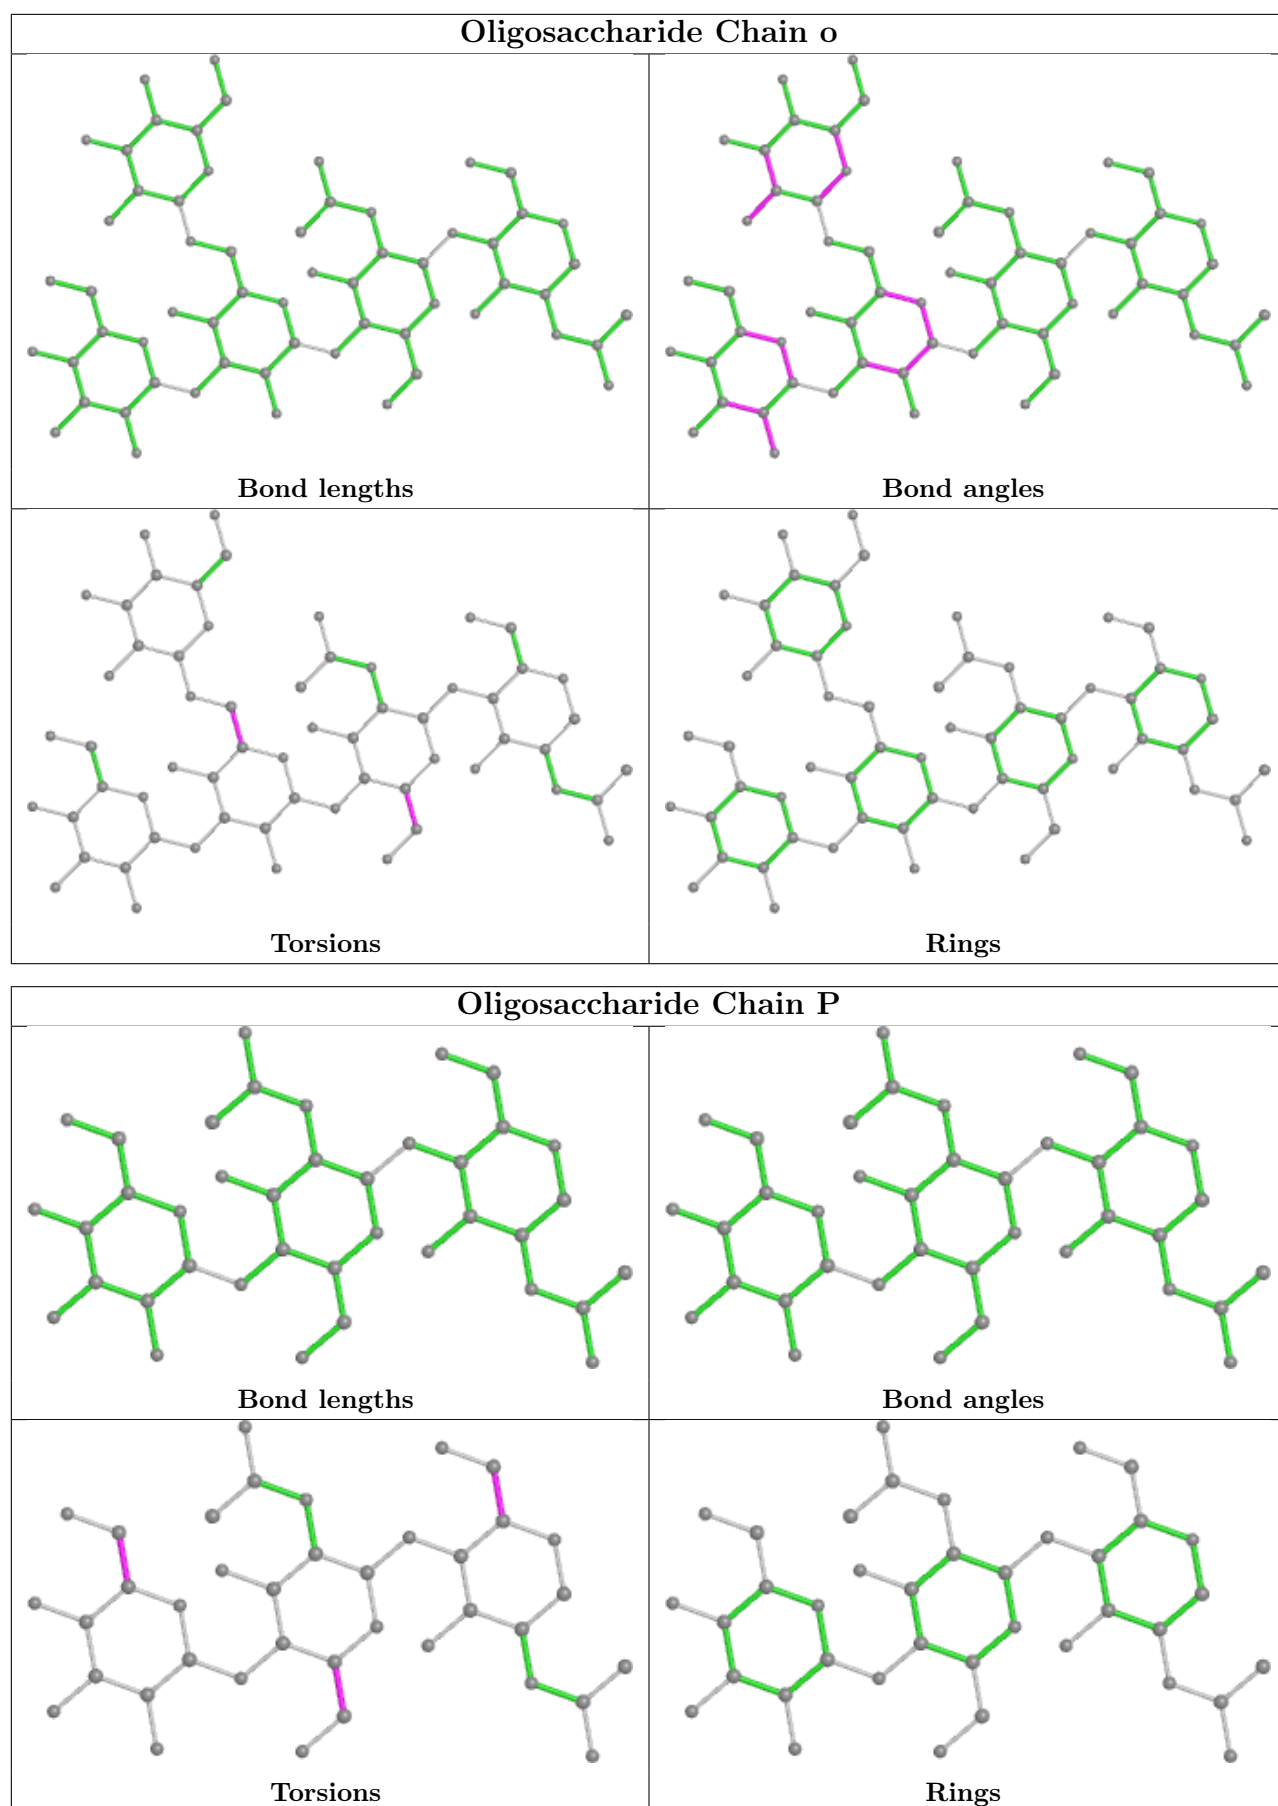 Oligosaccharide Chain o
Bond lengths
Bond angles
Torsions
Rings
Oligosaccharide Chain P
Bond lengths
Bond angles
Torsions
Rings